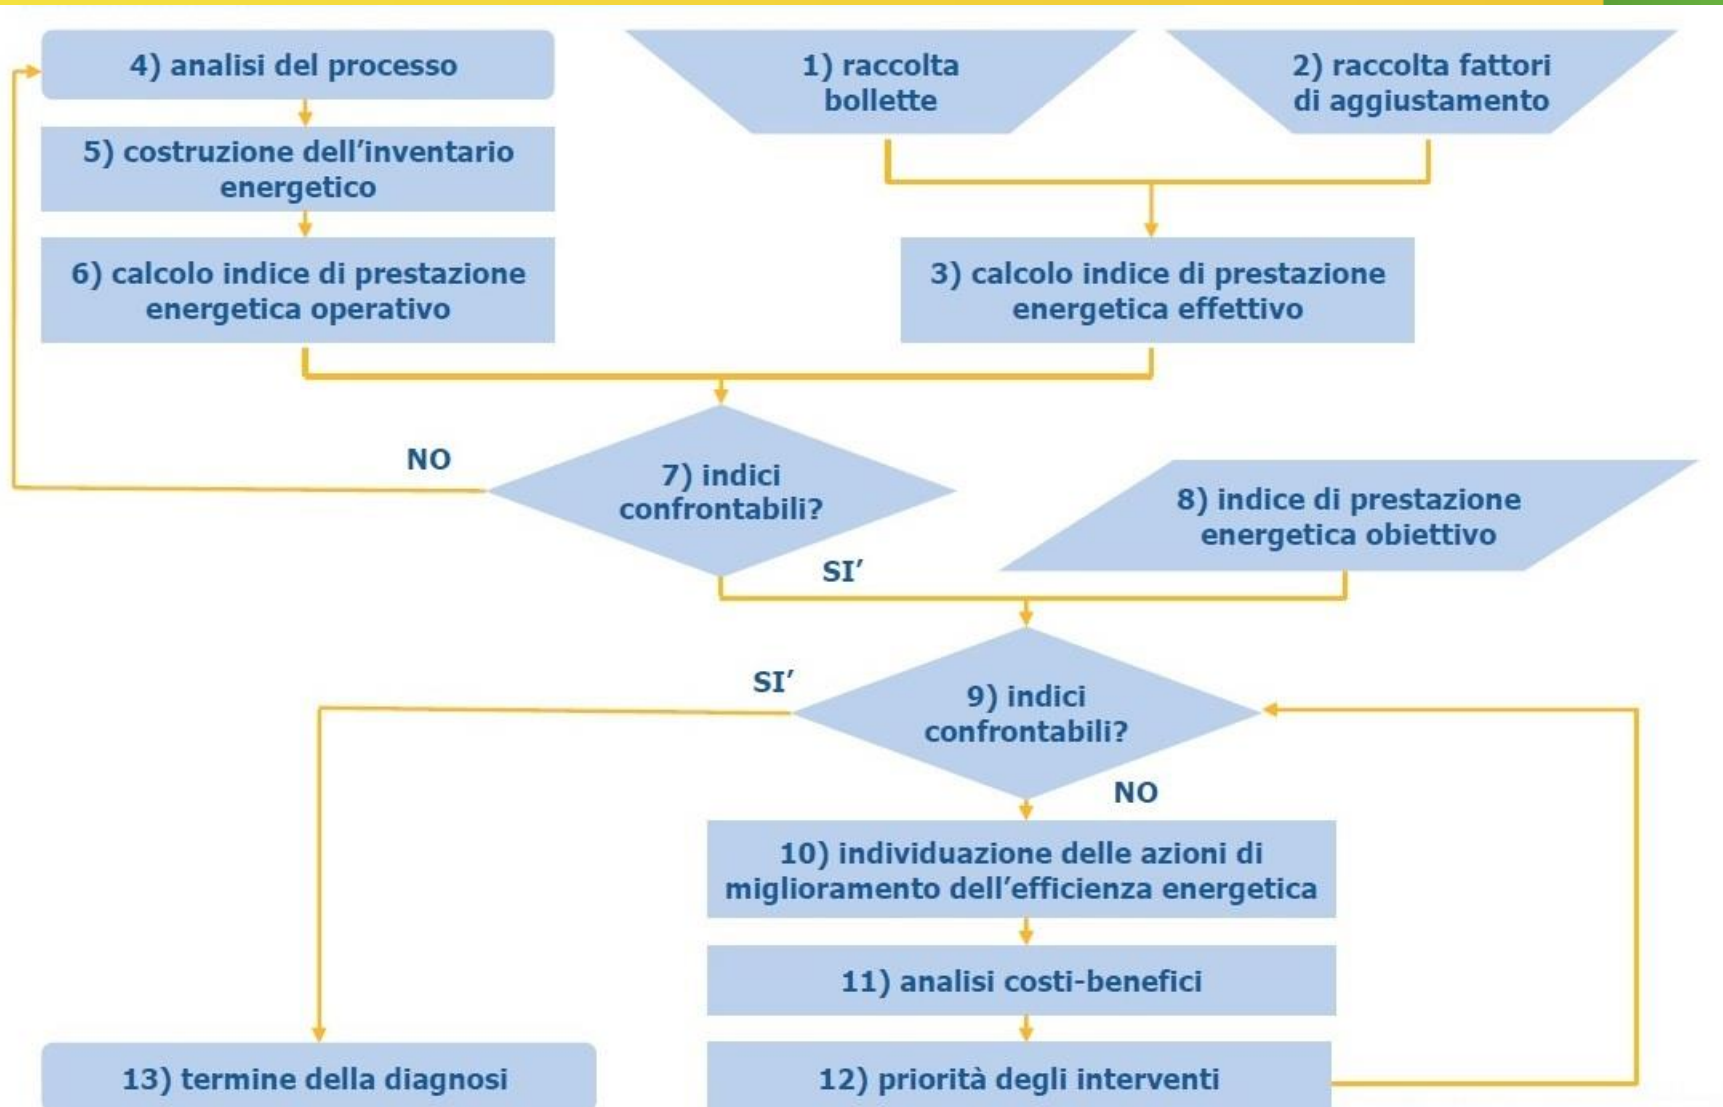 4) analisi del processo
1) raccolta
bollette
2) raccolta fattori
di aggiustamento
5) costruzione dell’inventario
energetico
6) calcolo indice di prestazione
energetica operativo
3) calcolo indice di prestazione
energetica effettivo
NO
7) indici
confrontabili?
8) indice di prestazione
energetica obiettivo
SI’
SI’
9) indici
confrontabili?
NO
10) individuazione delle azioni di
miglioramento dell’efficienza energetica
11) analisi costi-benefici
13) termine della diagnosi
12) priorità degli interventi